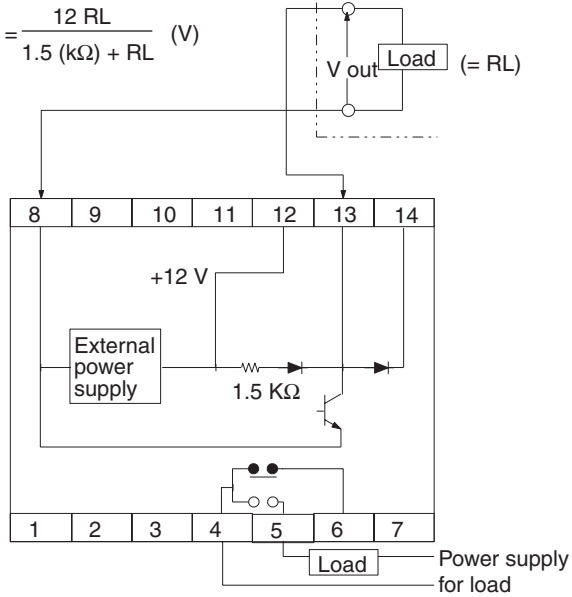 = 12 RL / 1.5 (kΩ) + RL (V)
V out
Load
(= RL)
8 9 10 11 12 13 14
+12 V
External
power
supply
1.5 KΩ
1 2 3 4 5 6 7
Load
Power supply
for load